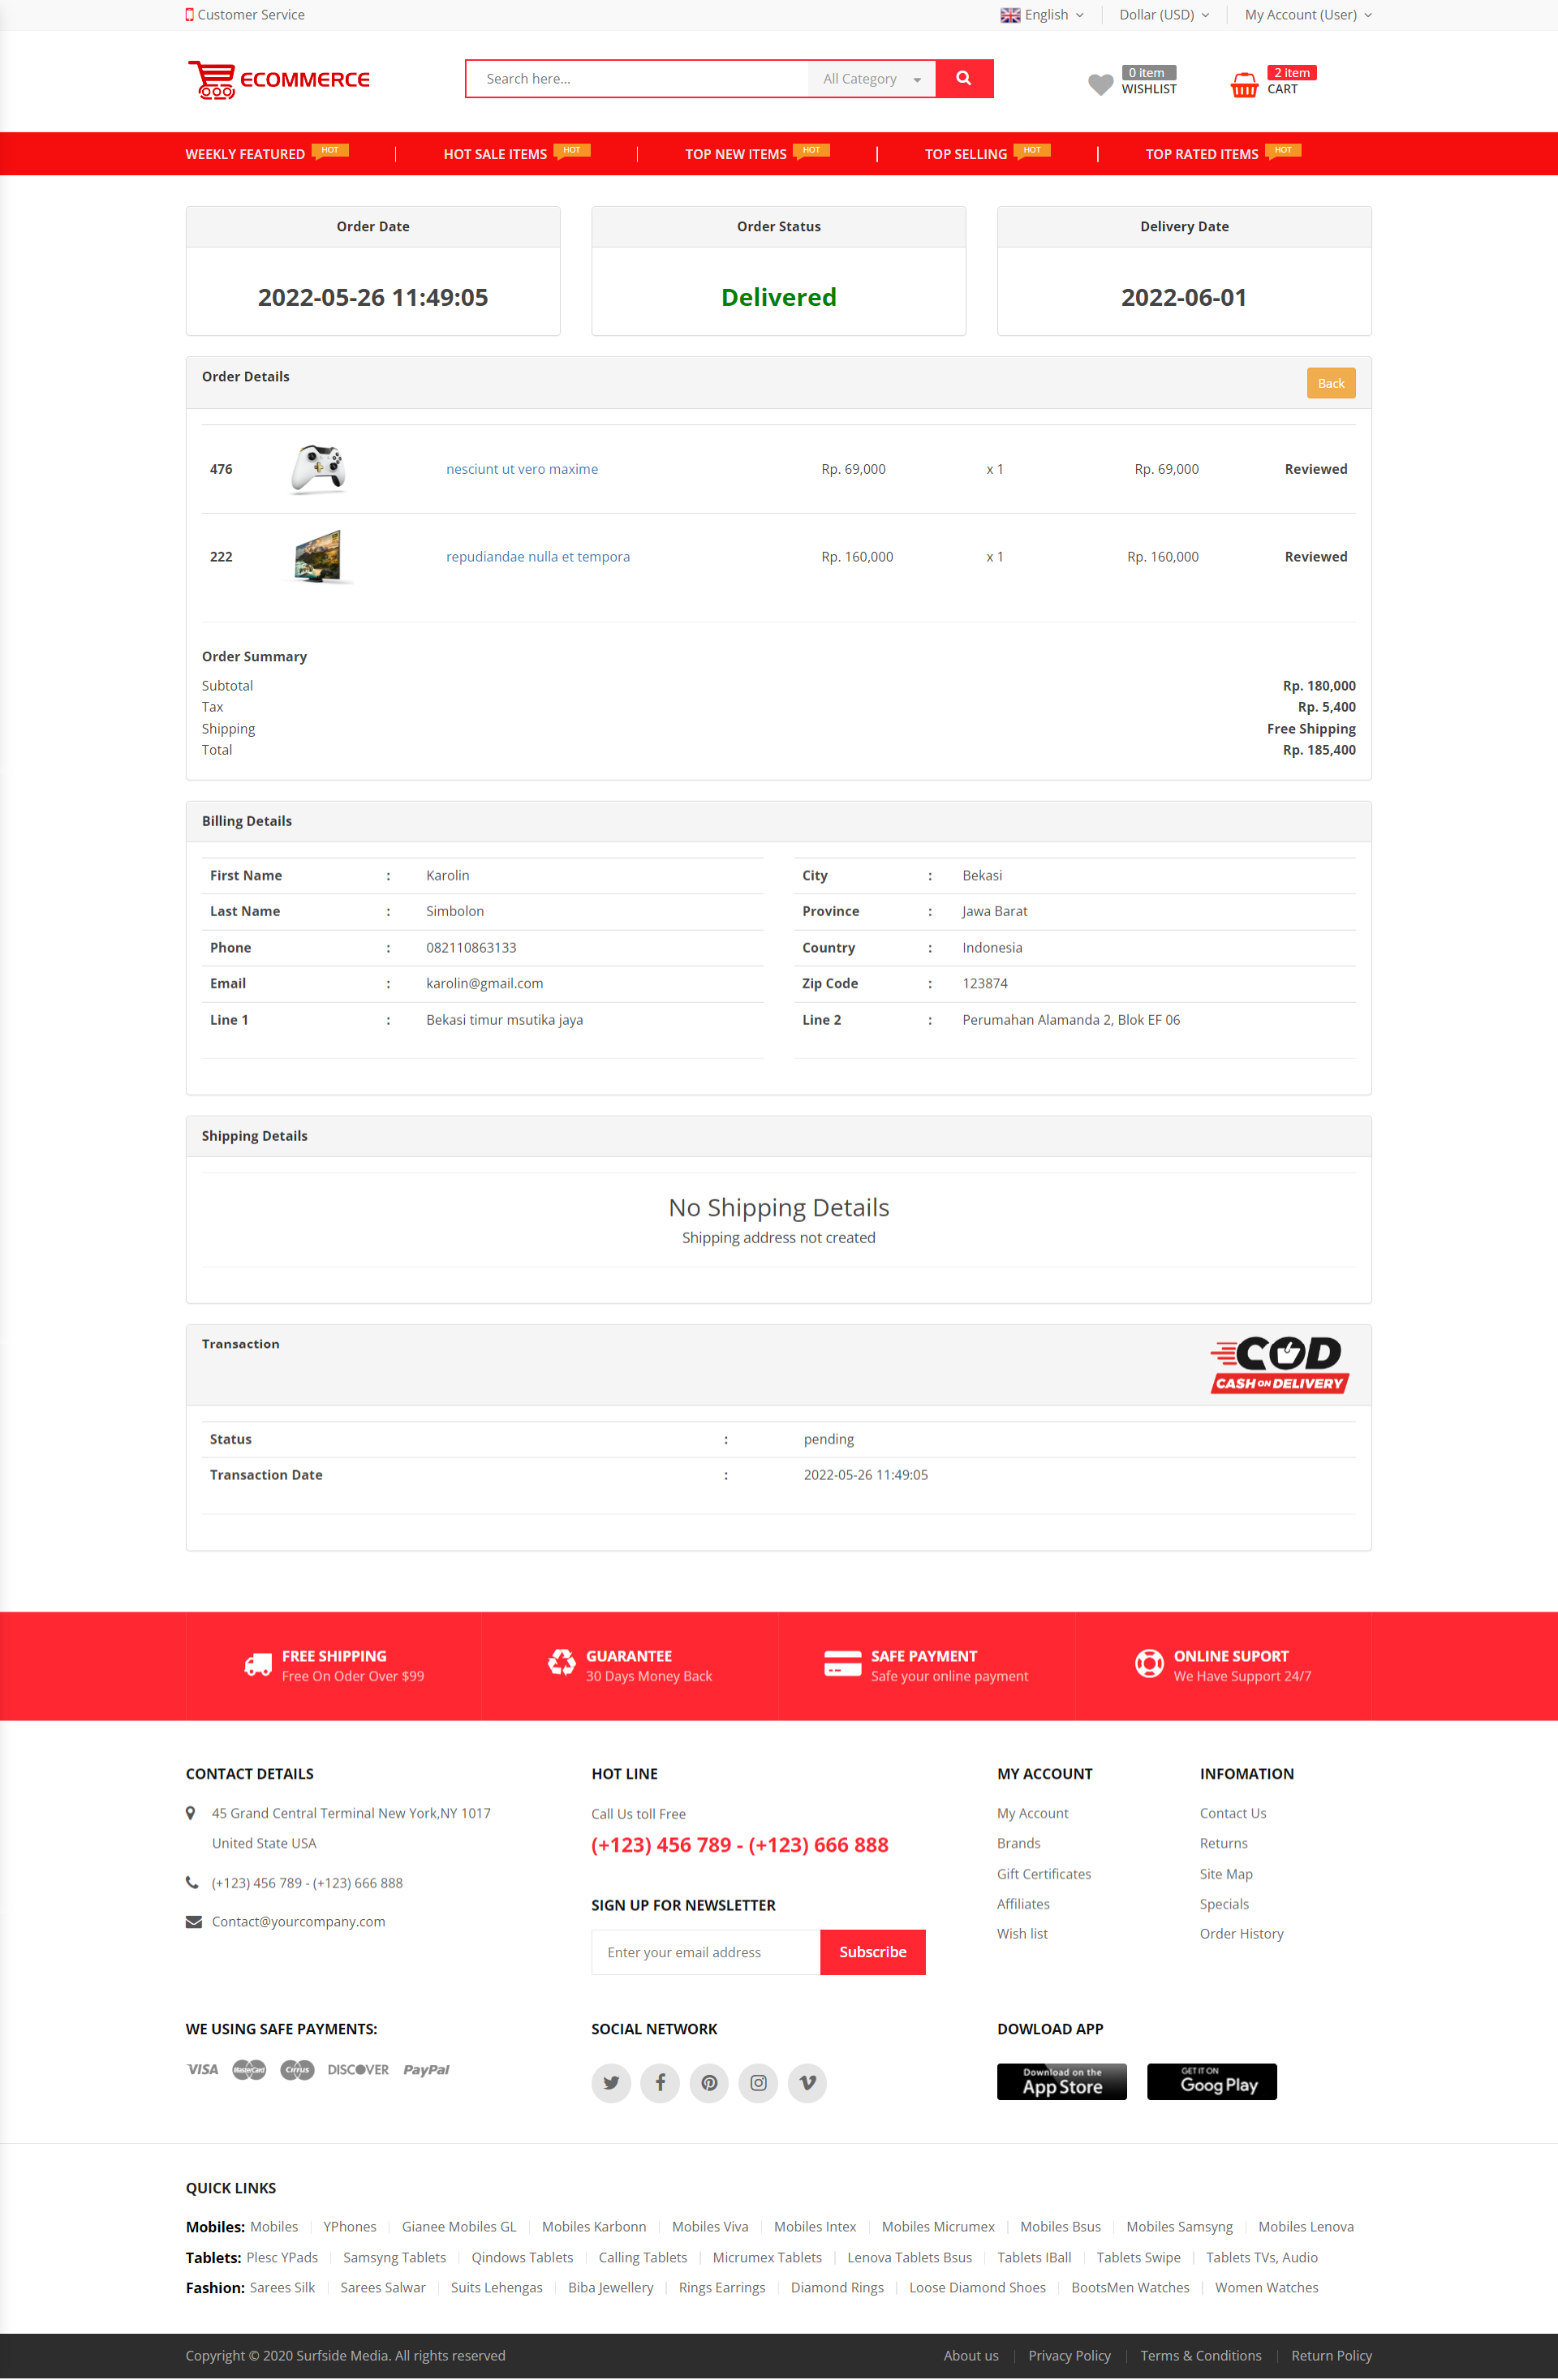 Customer Service
English
Dollar (USD)
My Account (User)
ECOMMERCE
Search here...
All Category
0 item
WISHLIST
2 item
CART
WEEKLY FEATURED HOT
HOT SALE ITEMS HOT
TOP NEW ITEMS HOT
TOP SELLING HOT
TOP RATED ITEMS HOT
Order Date
2022-05-26 11:49:05
Order Status
Delivered
Delivery Date
2022-06-01
Order Details
Back
476 nesciunt ut vero maxime Rp. 69,000 x 1 Rp. 69,000 Reviewed
222 repudiandae nulla et tempora Rp. 160,000 x 1 Rp. 160,000 Reviewed
Order Summary
Subtotal Rp. 180,000
Tax Rp. 5,400
Shipping Free Shipping
Total Rp. 185,400
Billing Details
First Name : Karolin
City : Bekasi
Last Name : Simbolon
Province : Jawa Barat
Phone : 082110863133
Country : Indonesia
Email : karolin@gmail.com
Zip Code : 123874
Line 1 : Bekasi timur msutika jaya
Line 2 : Perumahan Alamanda 2, Blok EF 06
Shipping Details
No Shipping Details
Shipping address not created
Transaction
COD
CASH ON DELIVERY
Status : pending
Transaction Date : 2022-05-26 11:49:05
FREE SHIPPING
Free On Oder Over $99
GUARANTEE
30 Days Money Back
SAFE PAYMENT
Safe your online payment
ONLINE SUPORT
We Have Support 24/7
CONTACT DETAILS
45 Grand Central Terminal New York,NY 1017
United State USA
(+123) 456 789 - (+123) 666 888
Contact@yourcompany.com
HOT LINE
Call Us toll Free
(+123) 456 789 - (+123) 666 888
SIGN UP FOR NEWSLETTER
Enter your email address
Subscribe
MY ACCOUNT
My Account
Brands
Gift Certificates
Affiliates
Wish list
INFOMATION
Contact Us
Returns
Site Map
Specials
Order History
WE USING SAFE PAYMENTS:
VISA MasterCard Cirrus DISCOVER PayPal
SOCIAL NETWORK
DOWLOAD APP
Download on the
App Store
GET IT ON
Goog Play
QUICK LINKS
Mobiles: Mobiles YPhones Gianee Mobiles GL Mobiles Karbonn Mobiles Viva Mobiles Intex Mobiles Micrumex Mobiles Bsus Mobiles Samsyng Mobiles Lenova
Tablets: Plesc YPads Samsyng Tablets Qindows Tablets Calling Tablets Micrumex Tablets Lenova Tablets Bsus Tablets IBall Tablets Swipe Tablets TVs, Audio
Fashion: Sarees Silk Sarees Salwar Suits Lehengas Biba Jewellery Rings Earrings Diamond Rings Loose Diamond Shoes BootsMen Watches Women Watches
Copyright © 2020 Surfside Media. All rights reserved
About us
Privacy Policy
Terms & Conditions
Return Policy